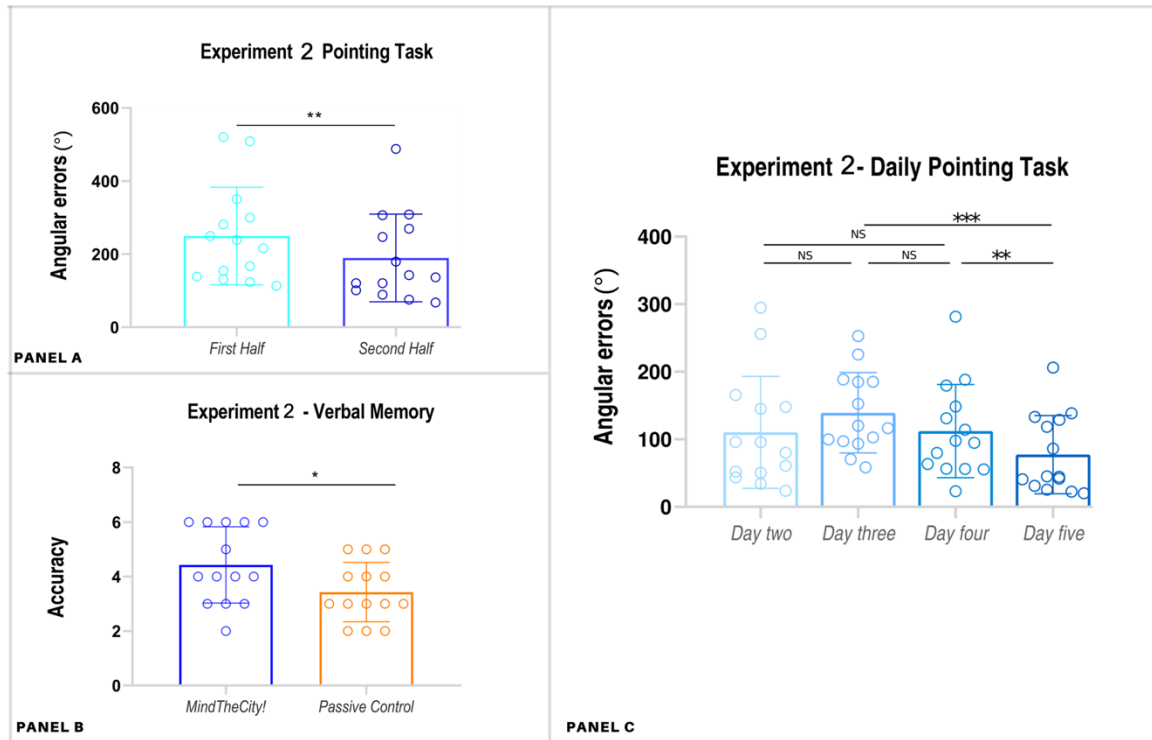 Experiment 2 Pointing Task
**
600
400
200
0
Angular errors (°)
First Half
Second Half
PANEL A
Experiment 2 - Verbal Memory
*
8
6
4
2
0
Accuracy
MindTheCity!
Passive Control
PANEL B
Experiment 2- Daily Pointing Task
***
NS
NS
NS
**
400
300
200
100
0
Angular errors (°)
Day two
Day three
Day four
Day five
PANEL C